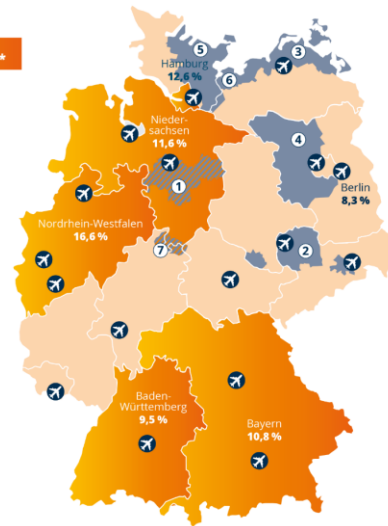 *
5
3
Hamburg
12,6 %
6
Nieder-
sachsen
11,6 %
4
1
Berlin
8,3 %
Nordrhein-Westfalen
16,6 %
7
2
Baden-
Württemberg
9,5 %
Bayern
10,8 %